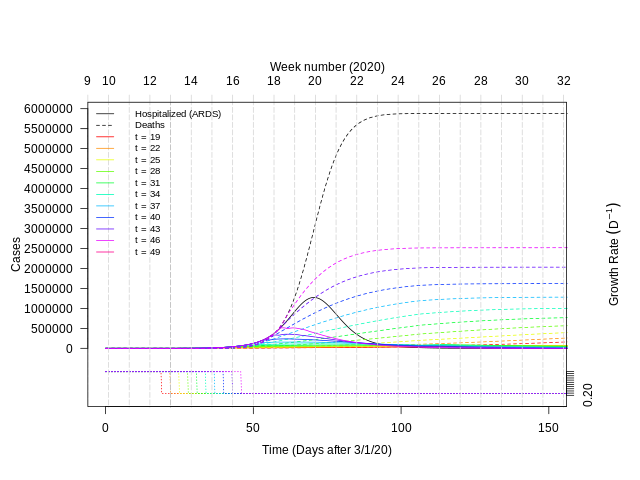 Week number (2020)
9 10 12 14 16 18 20 22 24 26 28 30 32
6000000
5500000
5000000
4500000
4000000
3500000
3000000
2500000
2000000
1500000
1000000
500000
0
Cases
Hospitalized (ARDS)
Deaths
t = 19
t = 22
t = 25
t = 28
t = 31
t = 34
t = 37
t = 40
t = 43
t = 46
t = 49
Growth Rate (D⁻¹)
0.20
0 50 100 150
Time (Days after 3/1/20)